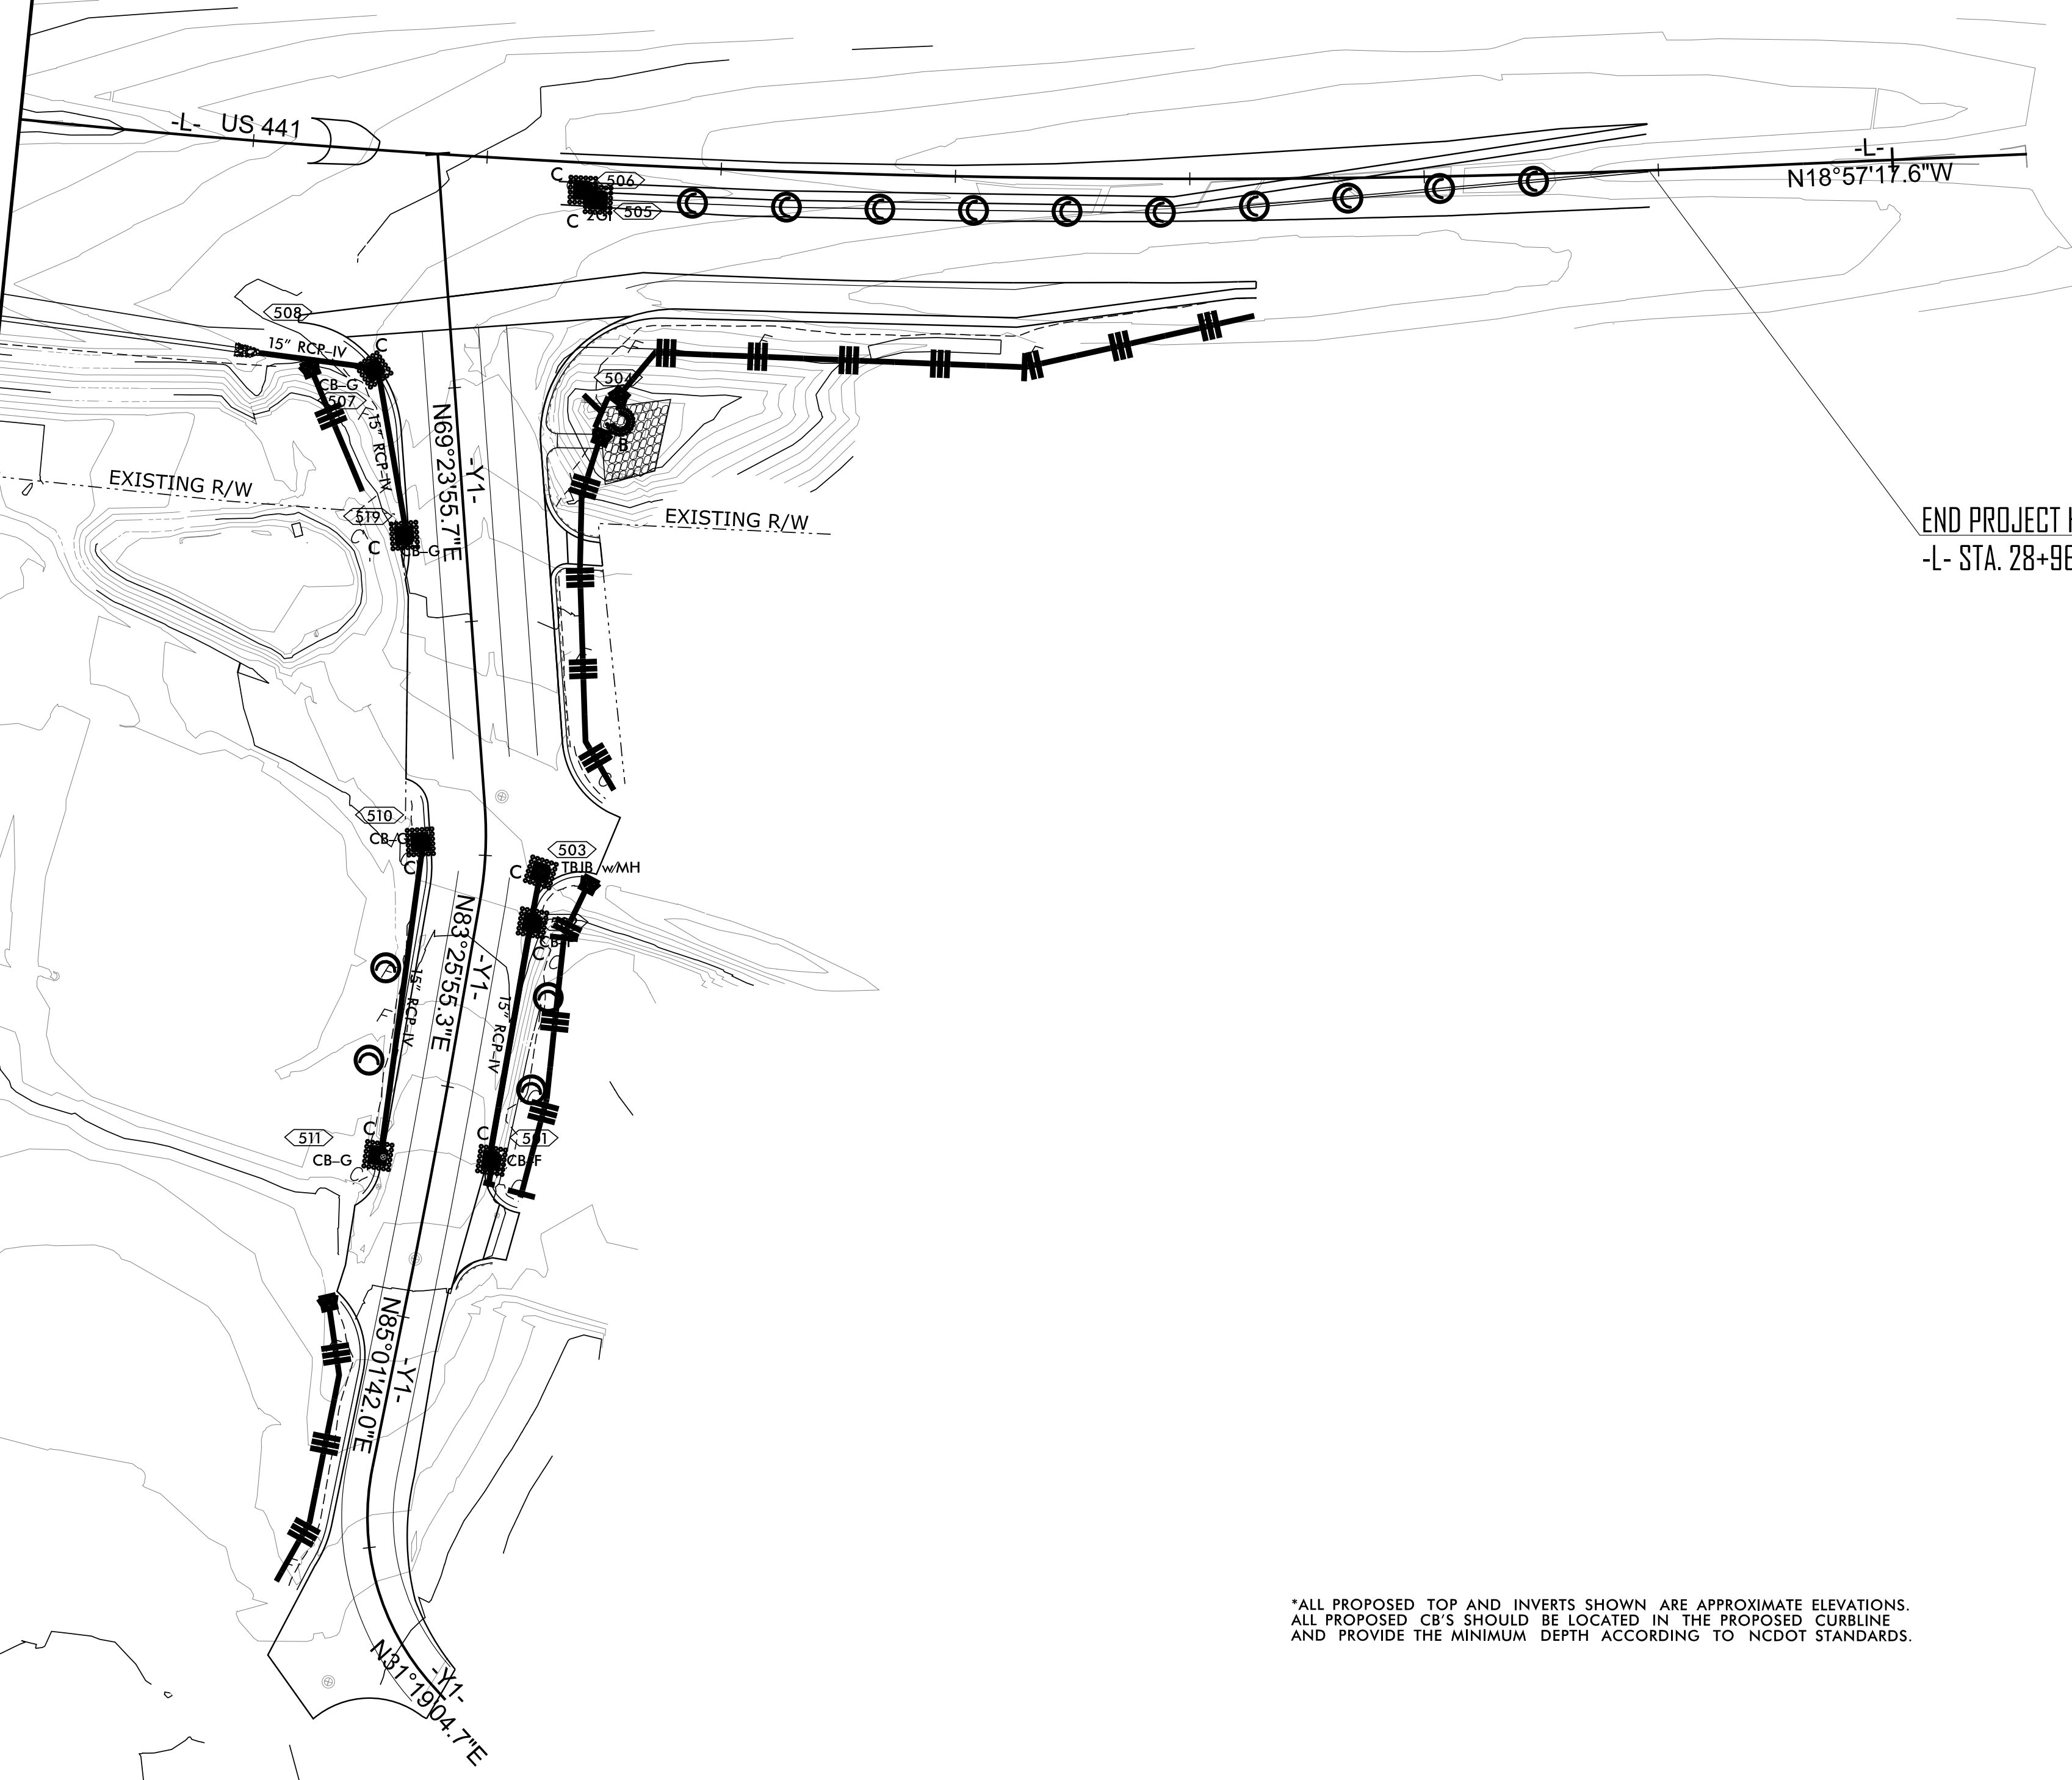 -L-   US 441
-L-
N18°57'17.6"W
C
506
C
2GI
505
508
15" RCP-IV
C
CB-G
507
15" RCP-IV
504
B
N69°23'55.7"E
-Y1-
EXISTING R/W
EXISTING R/W
519
C
CB-G
END PROJECT
-L- STA. 28+96
510
CB-G
C
503
C
TBJB w/MH
C
N83°25'55.3"E
-Y1-
15" RCP-IV
15" RCP-IV
C
511
CB-G
C
501
CB-F
N85°01'42.0"E
-Y1-
N31°19'04.7"E
-Y1-
*ALL PROPOSED TOP AND INVERTS SHOWN ARE APPROXIMATE ELEVATIONS.
ALL PROPOSED CB'S SHOULD BE LOCATED IN THE PROPOSED CURBLINE
AND PROVIDE THE MINIMUM DEPTH ACCORDING TO NCDOT STANDARDS.